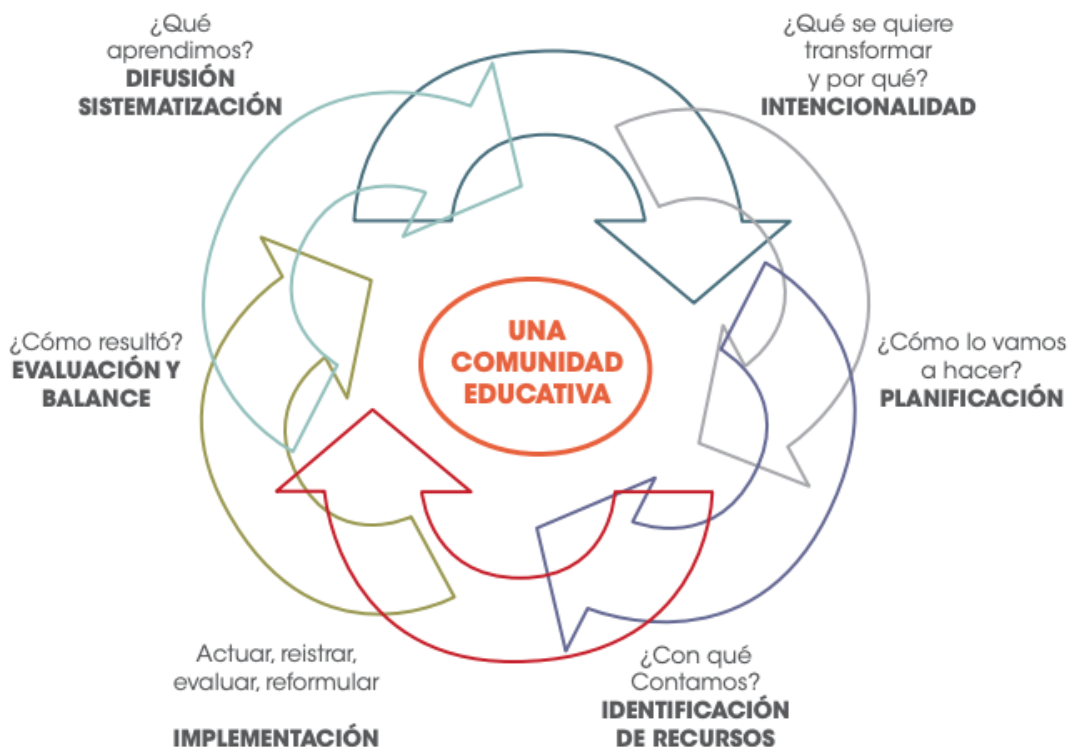 ¿Qué
aprendimos?
DIFUSIÓN
SISTEMATIZACIÓN
¿Qué se quiere
transformar
y por qué?
INTENCIONALIDAD
¿Cómo lo vamos
a hacer?
PLANIFICACIÓN
¿Con qué
Contamos?
IDENTIFICACIÓN
DE RECURSOS
Actuar, reistrar,
evaluar, reformular
IMPLEMENTACIÓN
¿Cómo resultó?
EVALUACIÓN Y
BALANCE
UNA
COMUNIDAD
EDUCATIVA